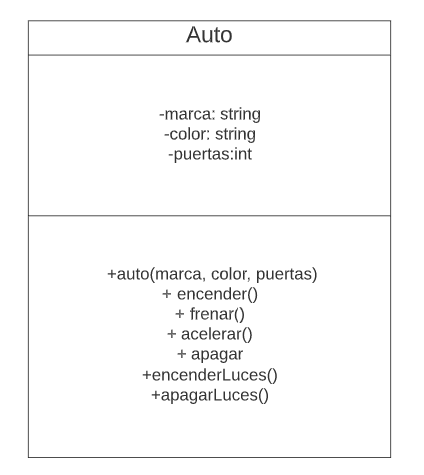 Auto
-marca: string
-color: string
-puertas:int
+auto(marca, color, puertas)
+ encender()
+ frenar()
+ acelerar()
+ apagar
+encenderLuces()
+apagarLuces()